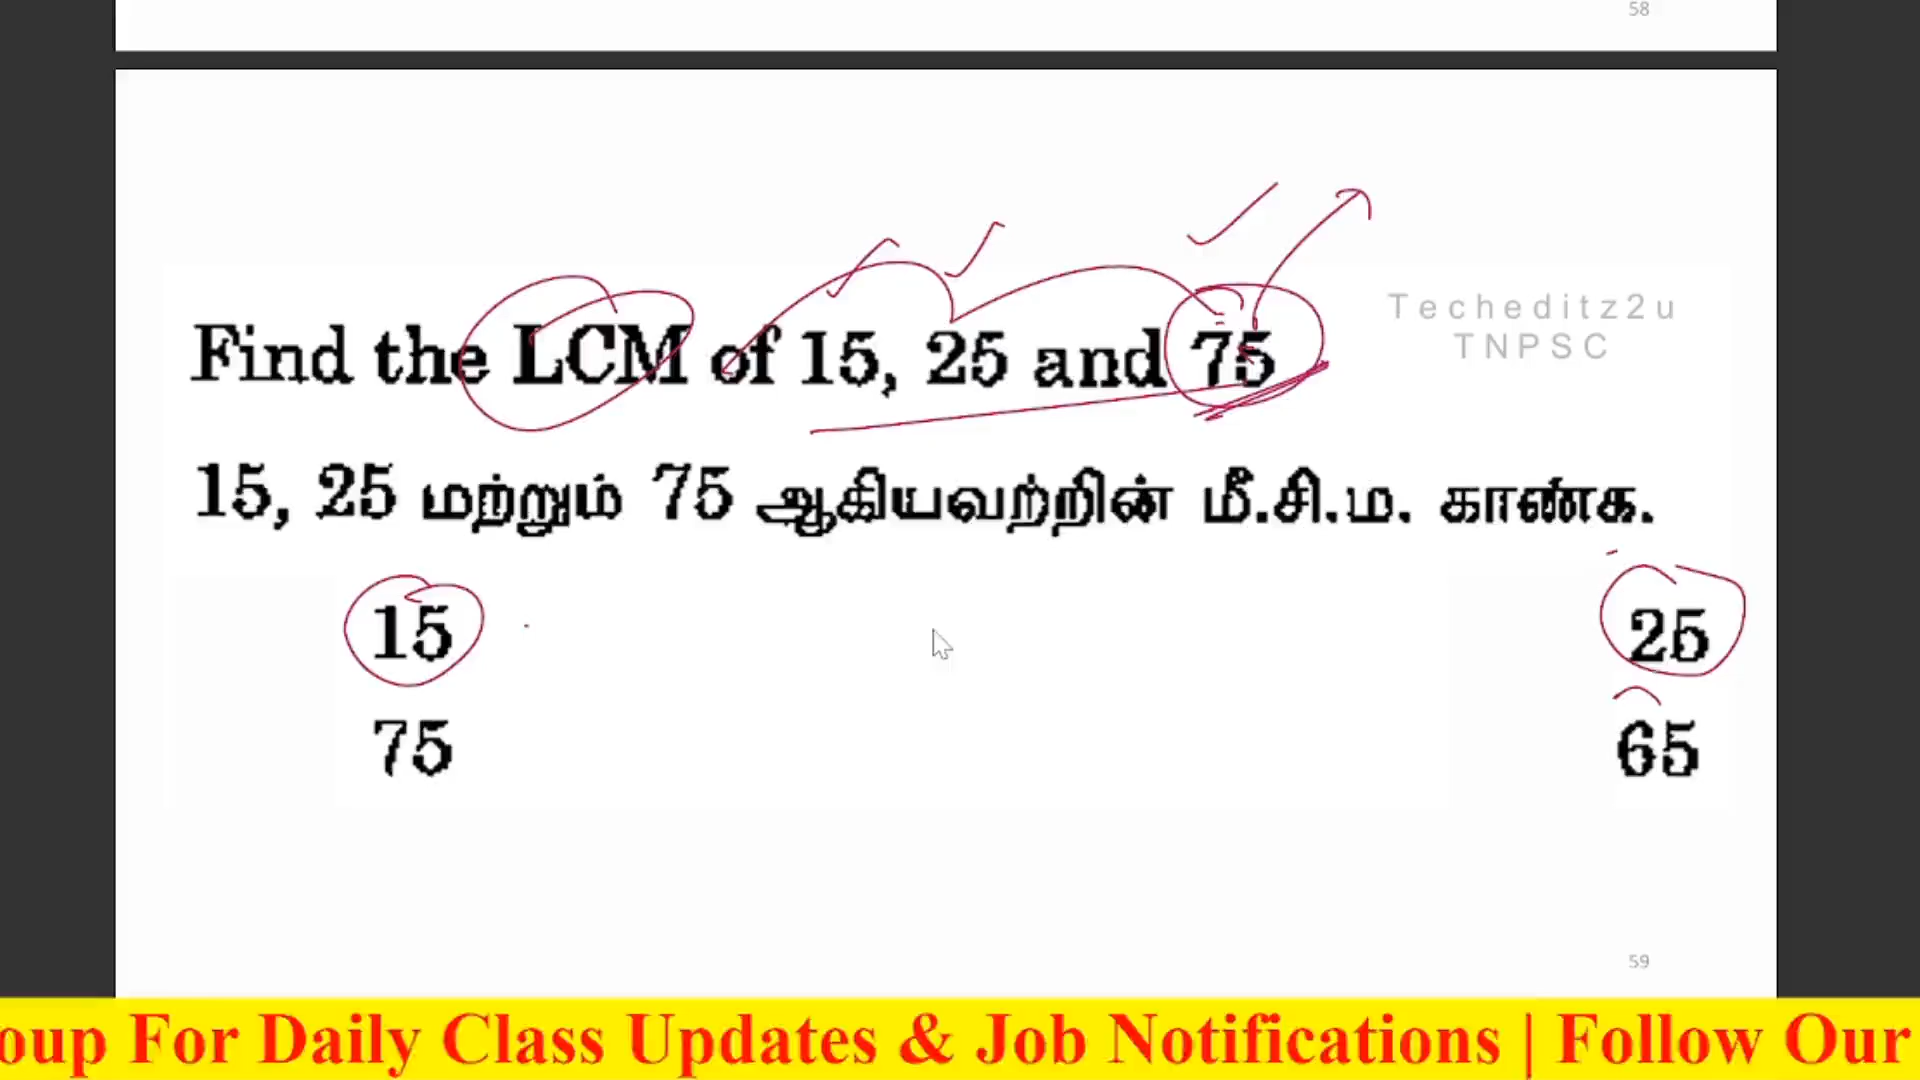 58
Techeditz2u
TNPSC
Find the LCM of 15, 25 and 75
15, 25 மற்றும் 75 ஆகியவற்றின் மீ.சி.ம. காண்க.
15 25
75 65
59
oup For Daily Class Updates & Job Notifications | Follow Our